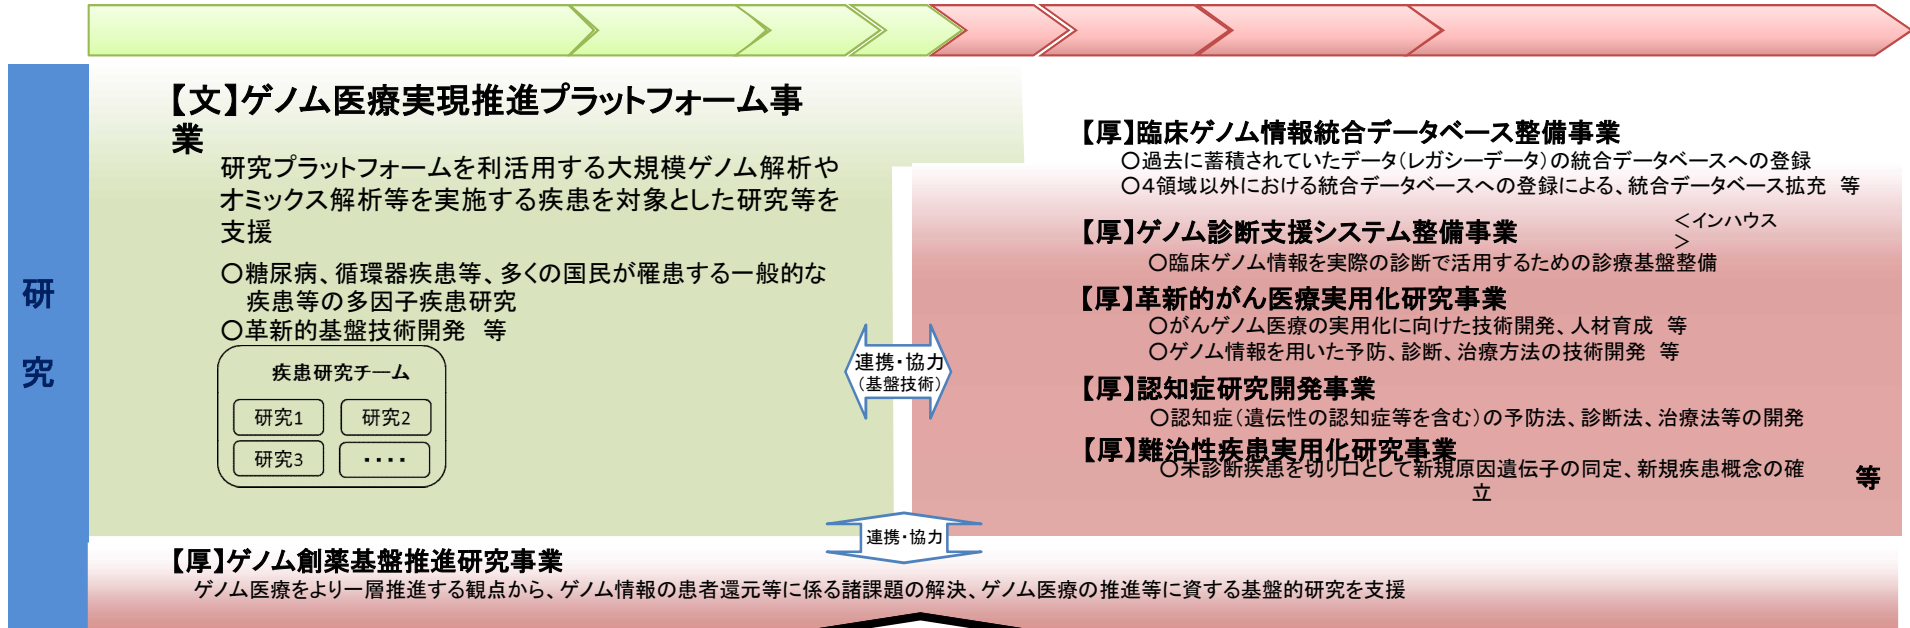 研
究
【文】ゲノム医療実現推進プラットフォーム事
業
研究プラットフォームを利活用する大規模ゲノム解析や
オミックス解析等を実施する疾患を対象とした研究等を
支援
○糖尿病、循環器疾患等、多くの国民が罹患する一般的な
疾患等の多因子疾患研究
○革新的基盤技術開発　等
疾患研究チーム
研究1
研究2
研究3
・・・・
連携・協力
（基盤技術）
【厚】臨床ゲノム情報統合データベース整備事業
○過去に蓄積されていたデータ（レガシーデータ）の統合データベースへの登録
○４領域以外における統合データベースへの登録による、統合データベース拡充　等
【厚】ゲノム診断支援システム整備事業
＜インハウス
＞
○臨床ゲノム情報を実際の診断で活用するための診療基盤整備
【厚】革新的がん医療実用化研究事業
○がんゲノム医療の実用化に向けた技術開発、人材育成　等
○ゲノム情報を用いた予防、診断、治療方法の技術開発　等
【厚】認知症研究開発事業
○認知症（遺伝性の認知症等を含む）の予防法、診断法、治療法等の開発
【厚】難治性疾患実用化研究事業
○未診断疾患を切り口として新規原因遺伝子の同定、新規疾患概念の確
立
等
連携・協力
【厚】ゲノム創薬基盤推進研究事業
ゲノム医療をより一層推進する観点から、ゲノム情報の患者還元等に係る諸課題の解決、ゲノム医療の推進等に資する基盤的研究を支援